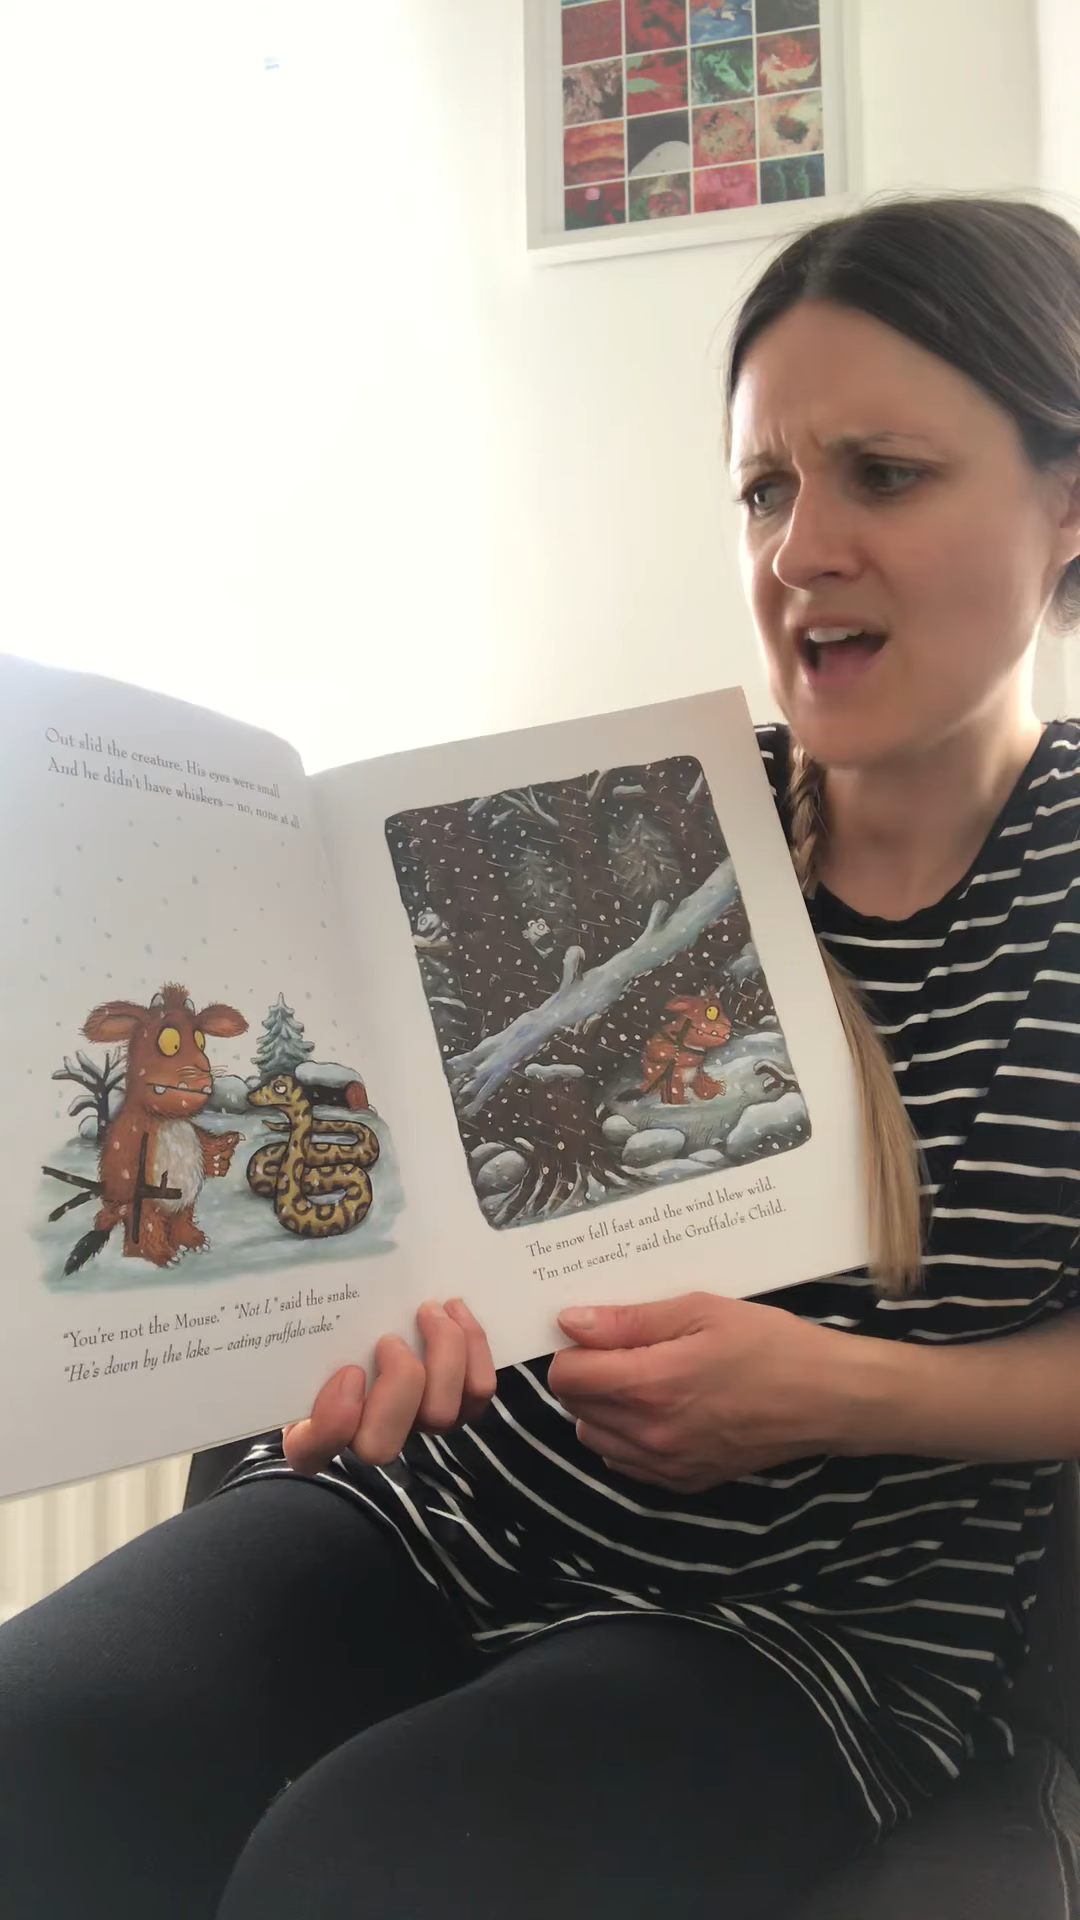 Out slid the creature. His eyes were small
And he didn't have whiskers – no, none at all
"You're not the Mouse." "Not I," said the snake.
"He's down by the lake – eating gruffalo cake."
The snow fell fast and the wind blew wild.
"I'm not scared," said the Gruffalo's Child.